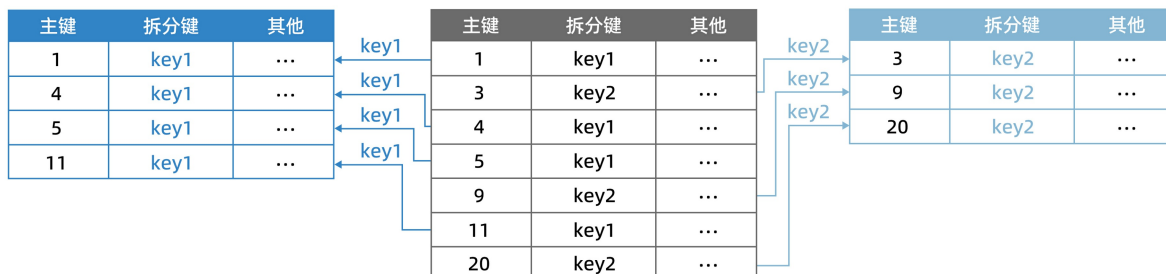 主键 拆分键 其他
1 key1 ...
4 key1 ...
5 key1 ...
11 key1 ...
key1
key1
key1
key1
主键 拆分键 其他
1 key1 ...
3 key2 ...
4 key1 ...
5 key1 ...
9 key2 ...
11 key1 ...
20 key2 ...
key2
key2
key2
主键 拆分键 其他
3 key2 ...
9 key2 ...
20 key2 ...